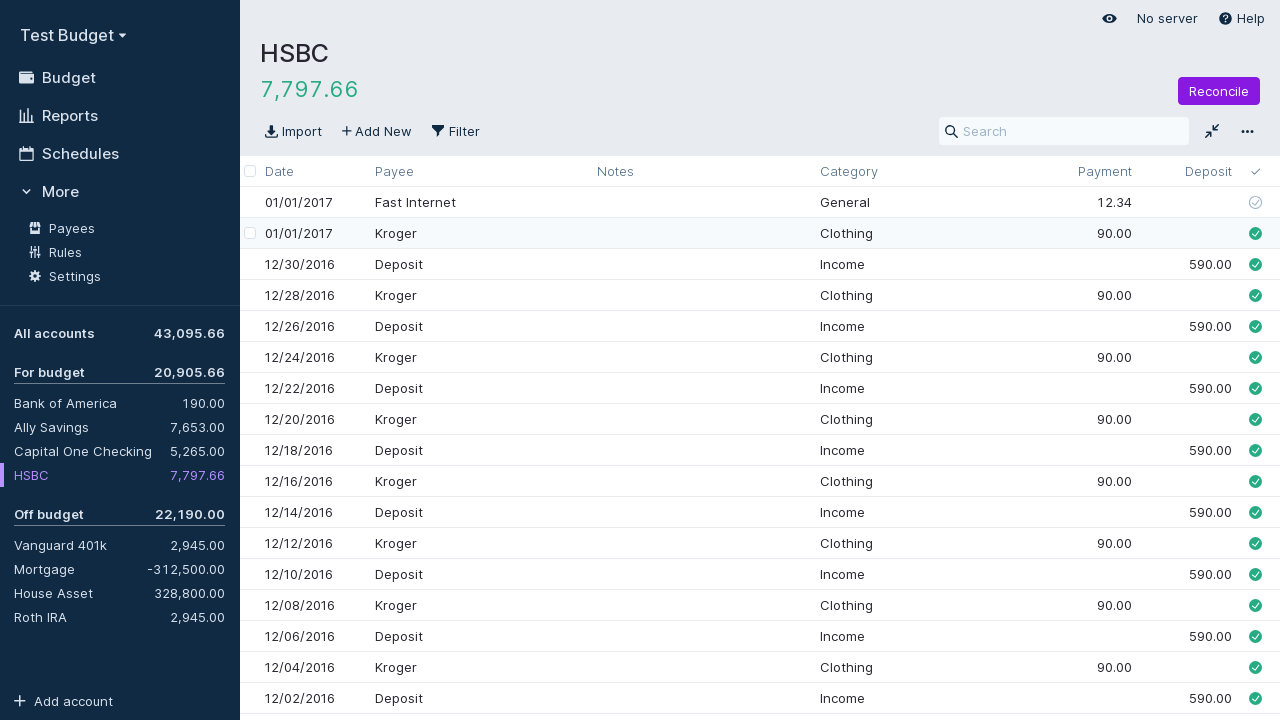 Test Budget
Budget
Reports
Schedules
More
Payees
Rules
Settings
All accounts 43,095.66
For budget 20,905.66
Bank of America 190.00
Ally Savings 7,653.00
Capital One Checking 5,265.00
HSBC 7,797.66
Off budget 22,190.00
Vanguard 401k 2,945.00
Mortgage -312,500.00
House Asset 328,800.00
Roth IRA 2,945.00
Add account
No server Help
HSBC
7,797.66
Reconcile
Import Add New Filter Search
Date Payee Notes Category Payment Deposit
01/01/2017 Fast Internet General 12.34
01/01/2017 Kroger Clothing 90.00
12/30/2016 Deposit Income 590.00
12/28/2016 Kroger Clothing 90.00
12/26/2016 Deposit Income 590.00
12/24/2016 Kroger Clothing 90.00
12/22/2016 Deposit Income 590.00
12/20/2016 Kroger Clothing 90.00
12/18/2016 Deposit Income 590.00
12/16/2016 Kroger Clothing 90.00
12/14/2016 Deposit Income 590.00
12/12/2016 Kroger Clothing 90.00
12/10/2016 Deposit Income 590.00
12/08/2016 Kroger Clothing 90.00
12/06/2016 Deposit Income 590.00
12/04/2016 Kroger Clothing 90.00
12/02/2016 Deposit Income 590.00